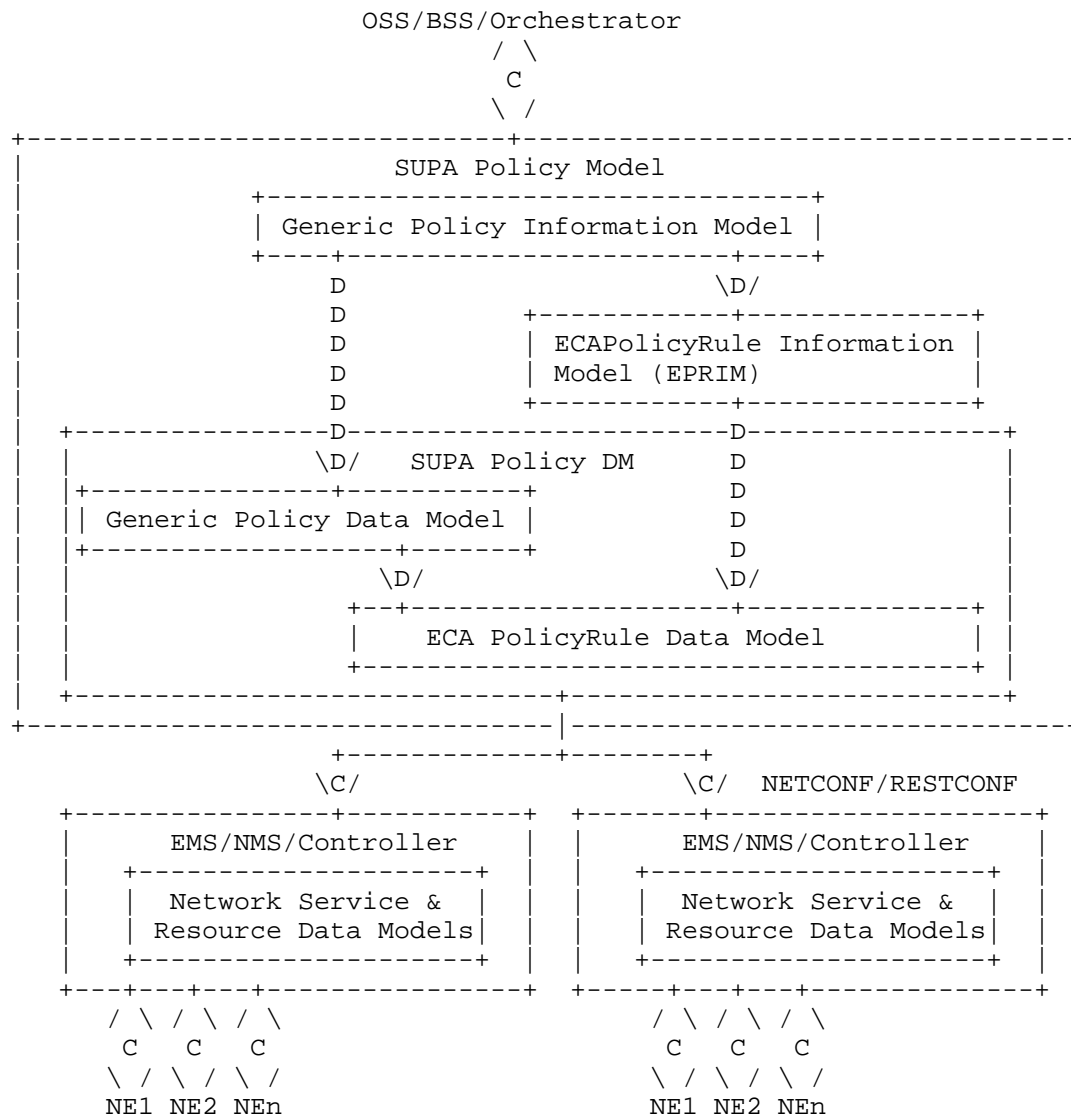 OSS/BSS/Orchestrator
C
SUPA Policy Model
Generic Policy Information Model
D \D/
D
D ECAPolicyRule Information
D Model (EPRIM)
D
D D
\D/ SUPA Policy DM D
D
Generic Policy Data Model D
D
\D/ \D/
ECA PolicyRule Data Model
\C/ \C/ NETCONF/RESTCONF
EMS/NMS/Controller EMS/NMS/Controller
Network Service & Network Service &
Resource Data Models Resource Data Models
C C C C C C
NE1 NE2 NEn NE1 NE2 NEn